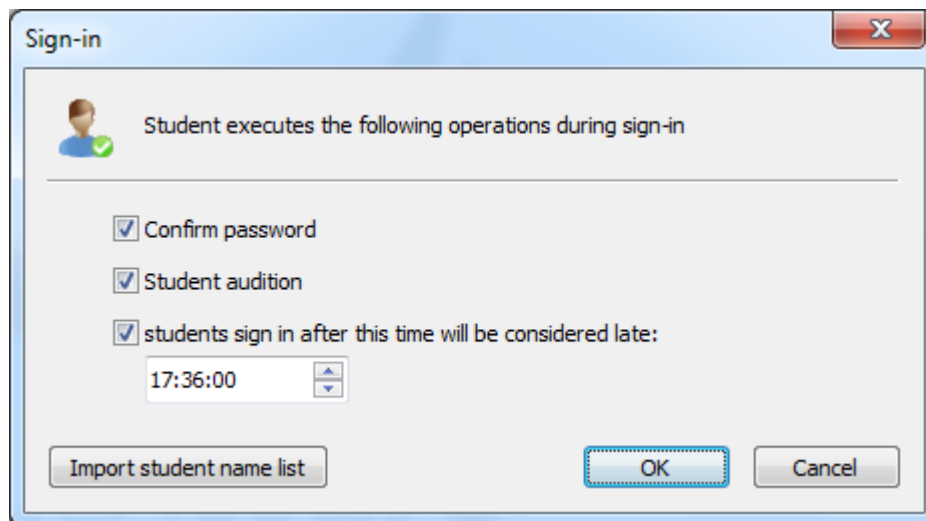 Sign-in
Student executes the following operations during sign-in
Confirm password
Student audition
students sign in after this time will be considered late:
17:36:00
Import student name list
OK
Cancel